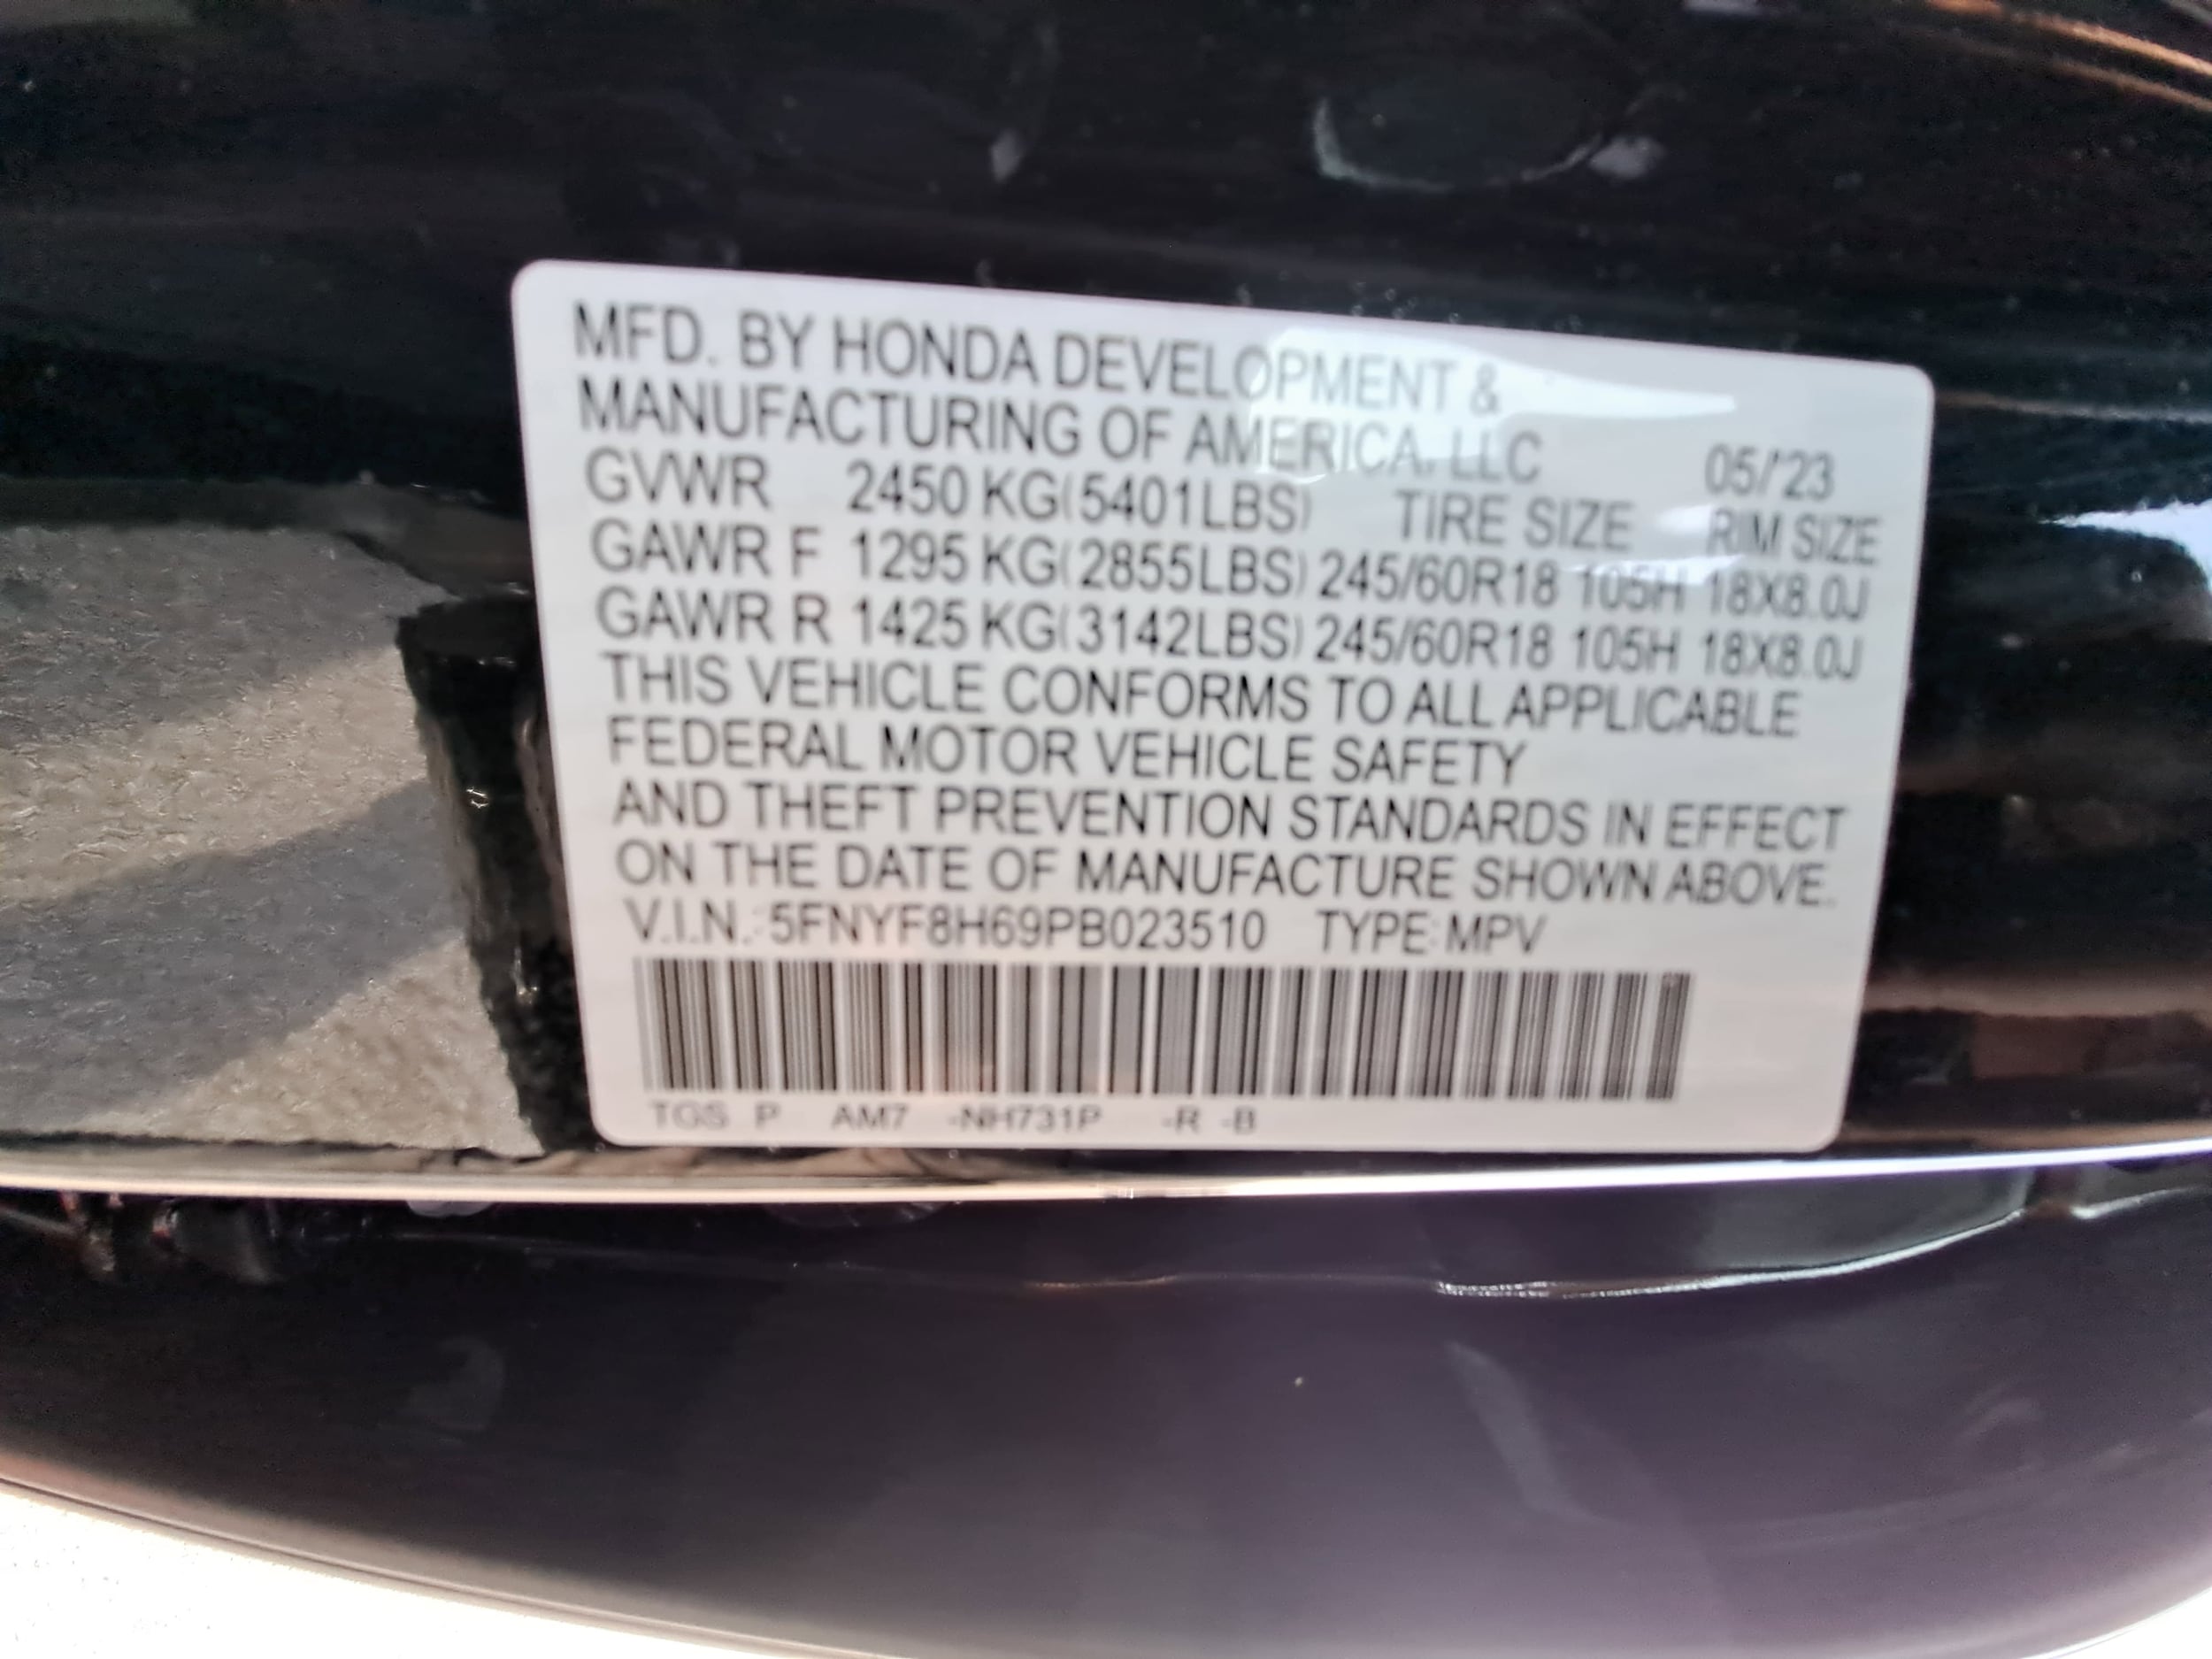 MFD. BY HONDA DEVELOPMENT &
MANUFACTURING OF AMERICA, LLC 05/'23
GVWR 2450 KG(5401LBS) TIRE SIZE RIM SIZE
GAWR F 1295 KG(2855LBS) 245/60R18 105H 18X8.0J
GAWR R 1425 KG(3142LBS) 245/60R18 105H 18X8.0J
THIS VEHICLE CONFORMS TO ALL APPLICABLE
FEDERAL MOTOR VEHICLE SAFETY
AND THEFT PREVENTION STANDARDS IN EFFECT
ON THE DATE OF MANUFACTURE SHOWN ABOVE.
V.I.N.: 5FNYF8H69PB023510 TYPE: MPV
TGS P AM7 -NH731P -R -B